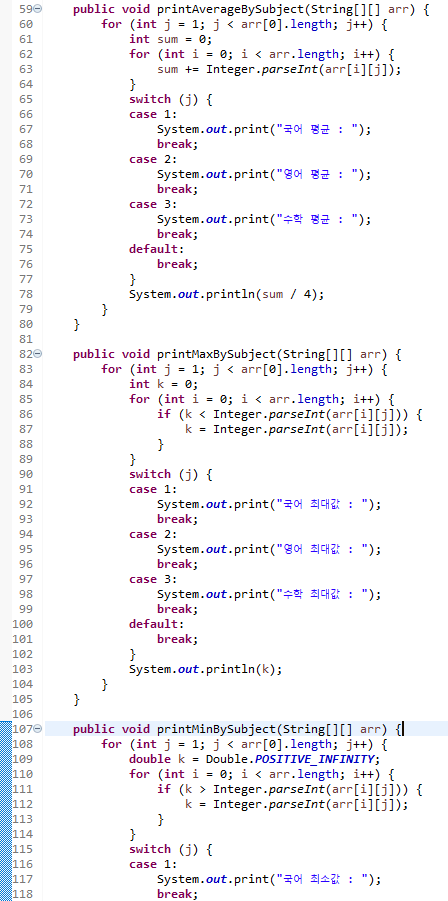 59 public void printAverageBySubject(String[][] arr) {
60 for (int j = 1; j < arr[0].length; j++) {
61 int sum = 0;
62 for (int i = 0; i < arr.length; i++) {
63 sum += Integer.parseInt(arr[i][j]);
64 }
65 switch (j) {
66 case 1:
67 System.out.print("국어 평균 : ");
68 break;
69 case 2:
70 System.out.print("영어 평균 : ");
71 break;
72 case 3:
73 System.out.print("수학 평균 : ");
74 break;
75 default:
76 break;
77 }
78 System.out.println(sum / 4);
79 }
80 }
81
82 public void printMaxBySubject(String[][] arr) {
83 for (int j = 1; j < arr[0].length; j++) {
84 int k = 0;
85 for (int i = 0; i < arr.length; i++) {
86 if (k < Integer.parseInt(arr[i][j])) {
87 k = Integer.parseInt(arr[i][j]);
88 }
89 }
90 switch (j) {
91 case 1:
92 System.out.print("국어 최대값 : ");
93 break;
94 case 2:
95 System.out.print("영어 최대값 : ");
96 break;
97 case 3:
98 System.out.print("수학 최대값 : ");
99 break;
100 default:
101 break;
102 }
103 System.out.println(k);
104 }
105 }
106
107 public void printMinBySubject(String[][] arr) {
108 for (int j = 1; j < arr[0].length; j++) {
109 double k = Double.POSITIVE_INFINITY;
110 for (int i = 0; i < arr.length; i++) {
111 if (k > Integer.parseInt(arr[i][j])) {
112 k = Integer.parseInt(arr[i][j]);
113 }
114 }
115 switch (j) {
116 case 1:
117 System.out.print("국어 최소값 : ");
118 break;